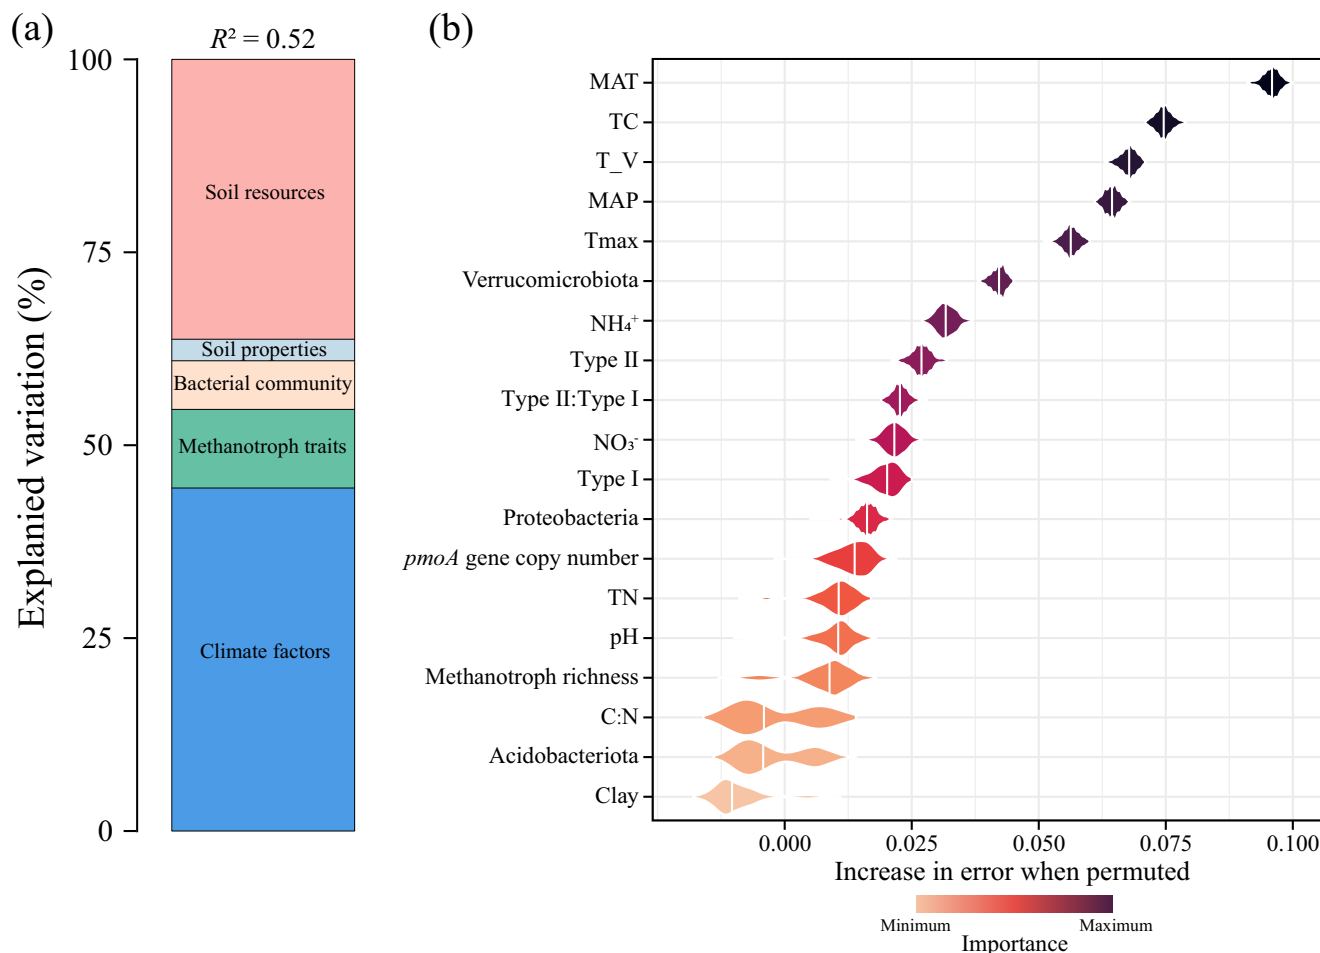 (a)
R² = 0.52
100
75
50
25
0
Explanied variation (%)
Soil resources
Soil properties
Bacterial community
Methanotroph traits
Climate factors
(b)
MAT
TC
T_V
MAP
Tmax
Verrucomicrobiota
NH₄⁺
Type II
Type II:Type I
NO₃⁻
Type I
Proteobacteria
pmoA gene copy number
TN
pH
Methanotroph richness
C:N
Acidobacteriota
Clay
0.000 0.025 0.050 0.075 0.100
Increase in error when permuted
Minimum Maximum
Importance